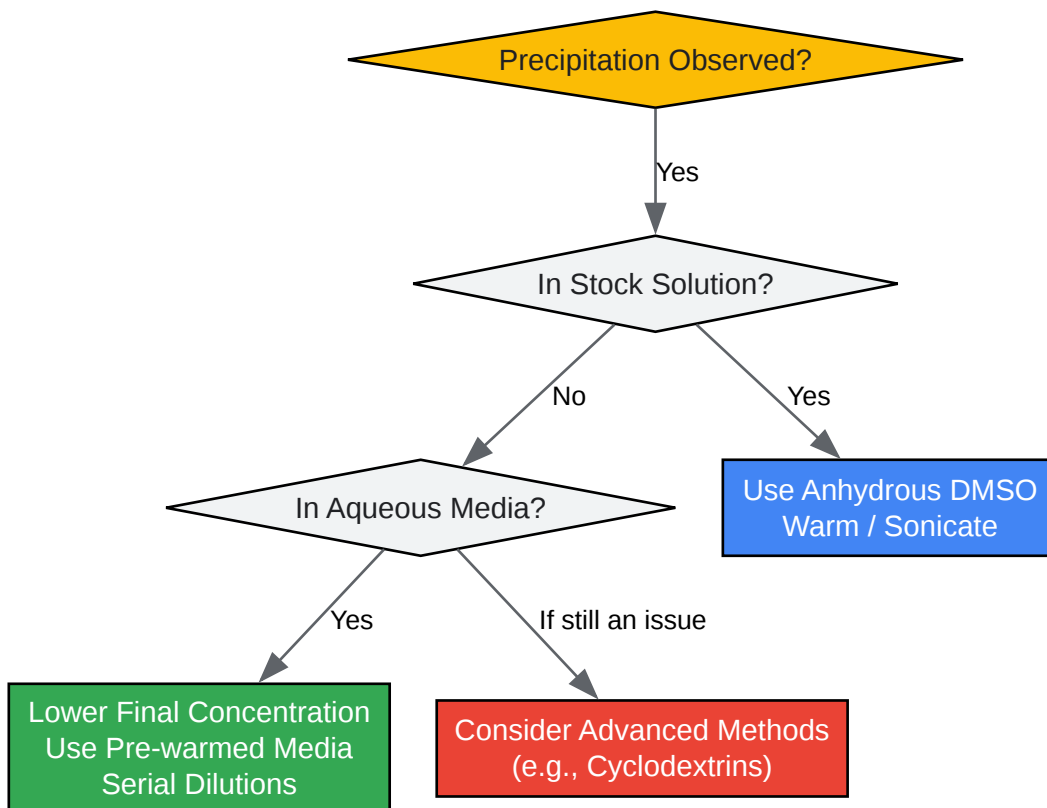 Precipitation Observed?
Yes
In Stock Solution?
No
Yes
In Aqueous Media?
Use Anhydrous DMSO
Warm / Sonicate
Yes
If still an issue
Lower Final Concentration
Use Pre-warmed Media
Serial Dilutions
Consider Advanced Methods
(e.g., Cyclodextrins)